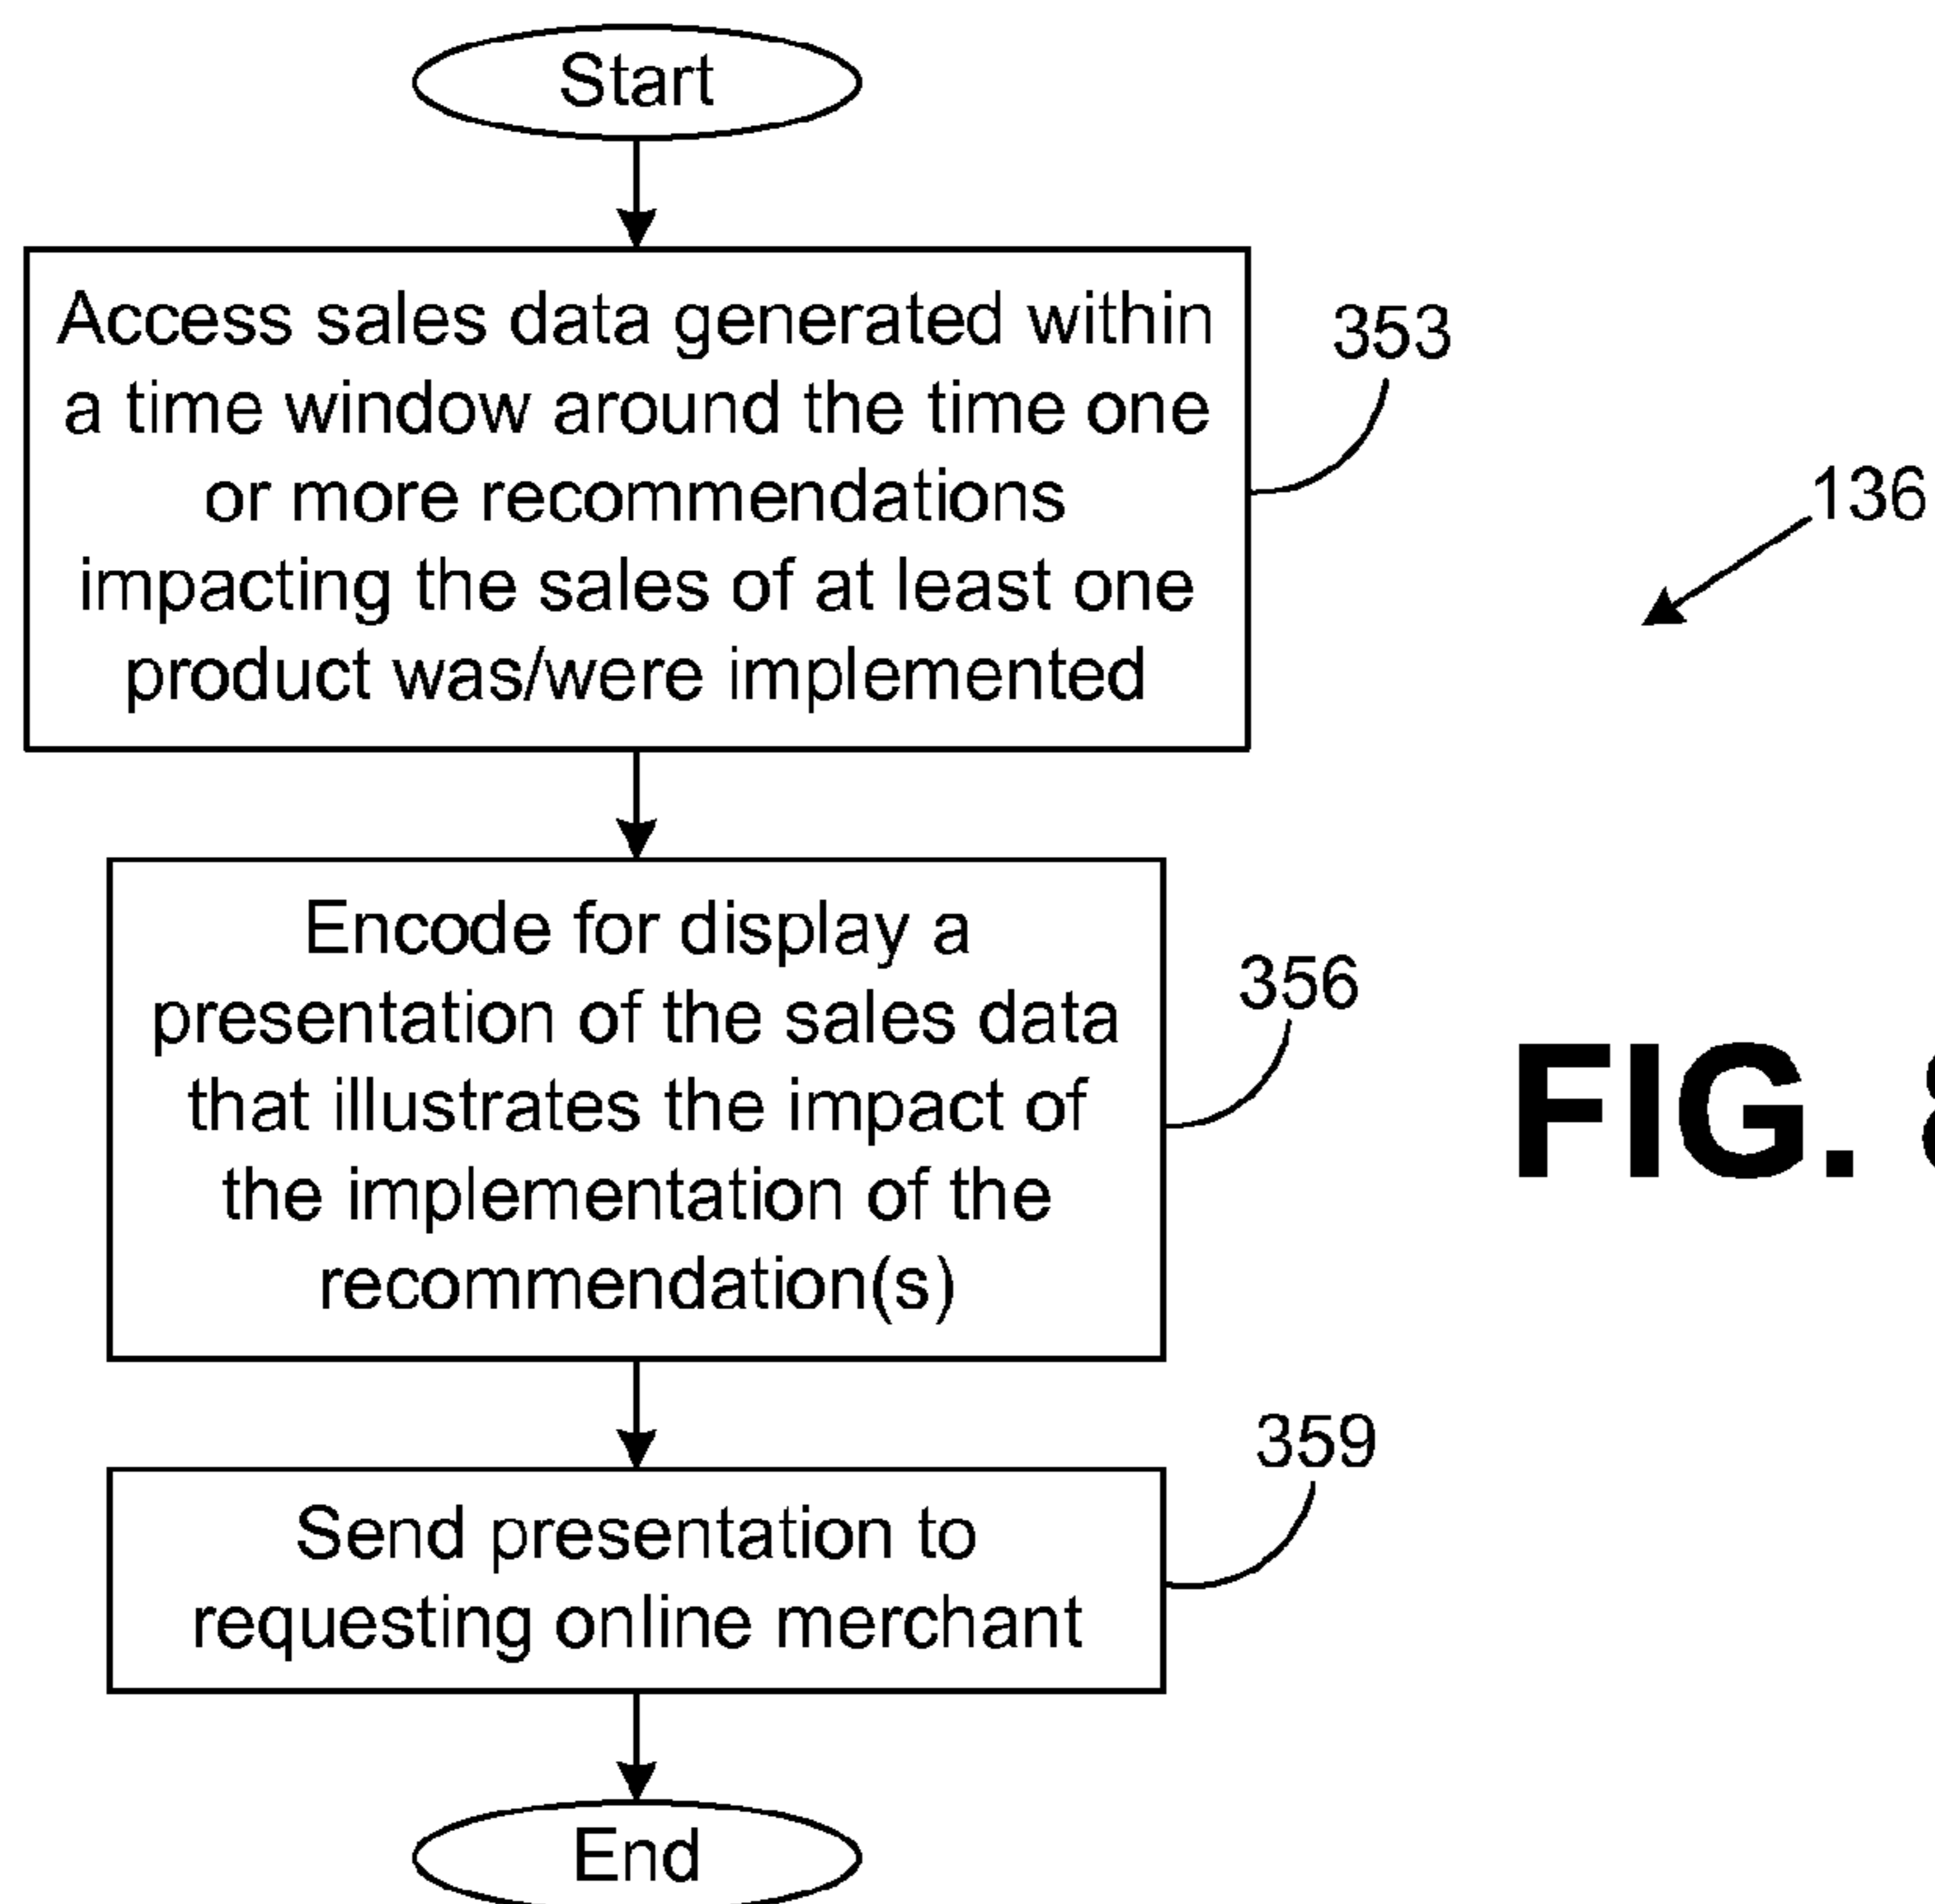 Start
Access sales data generated within
a time window around the time one
or more recommendations
impacting the sales of at least one
product was/were implemented
353
136
Encode for display a
presentation of the sales data
that illustrates the impact of
the implementation of the
recommendation(s)
356
FIG.
Send presentation to
requesting online merchant
359
End